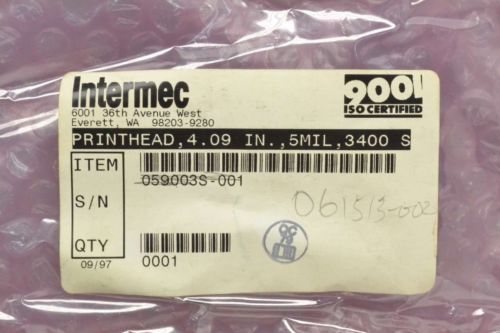 Intermec
6001 36th Avenue West
Everett, WA 98203-9280
9001
ISO CERTIFIED
PRINTHEAD,4.09 IN.,5MIL,3400 S
ITEM
059003S-001
S/N
061513-002
QC
QTY
09/97
0001